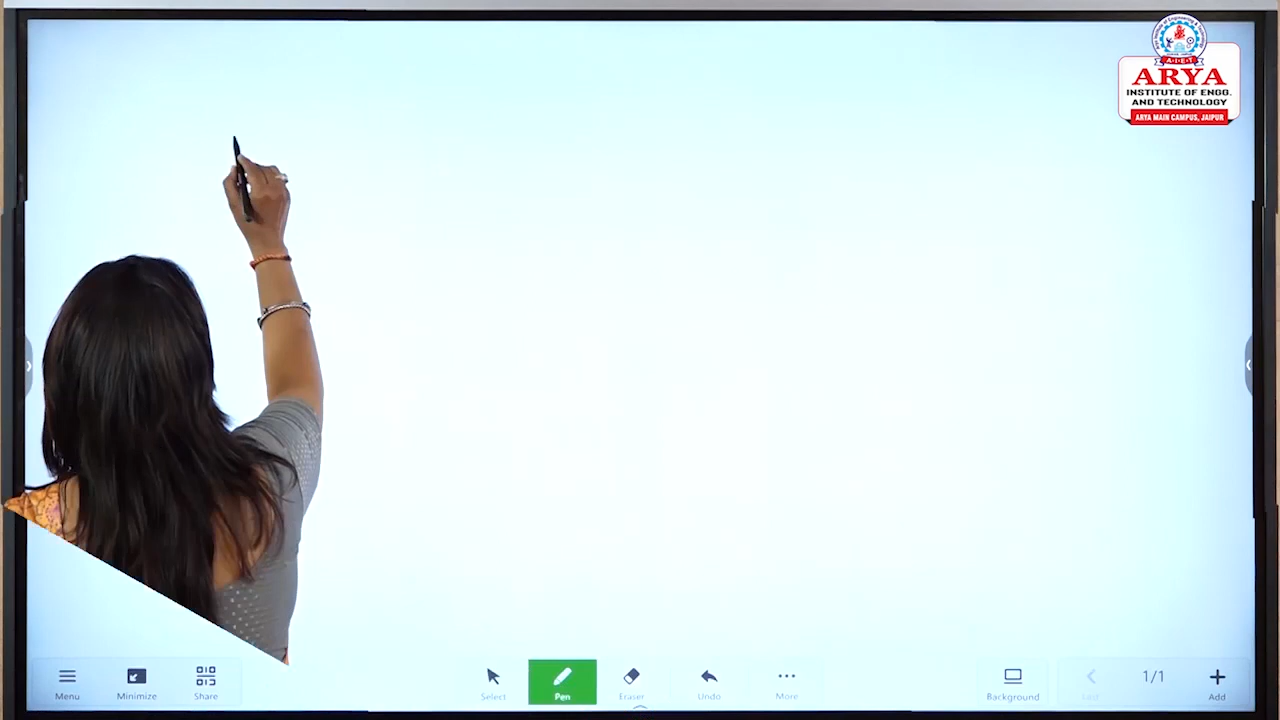 A.I.E.T.
ARYA
INSTITUTE OF ENGG.
AND TECHNOLOGY
ARYA MAIN CAMPUS, JAIPUR
Menu
Minimize
Share
Select
Pen
Eraser
Undo
More
Background
Last
1/1
Add